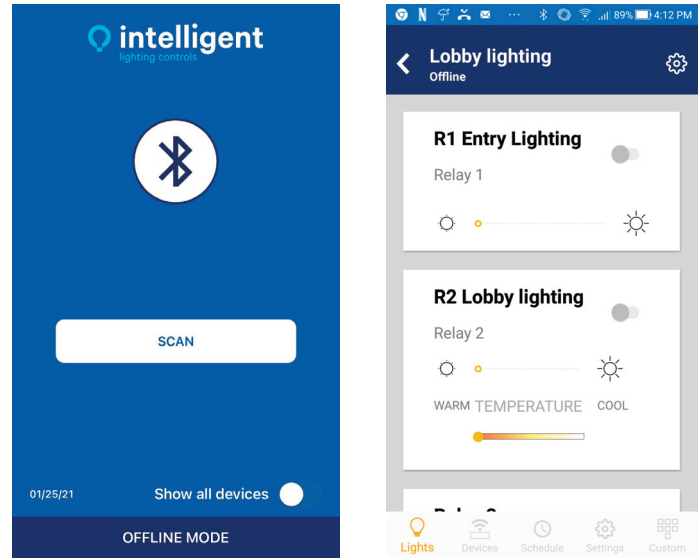 intelligent
lighting controls
SCAN
01/25/21
Show all devices
OFFLINE MODE
89% 4:12 PM
Lobby lighting
Offline
R1 Entry Lighting
Relay 1
R2 Lobby lighting
Relay 2
WARM TEMPERATURE COOL
Lights Devices Schedule Settings Custom